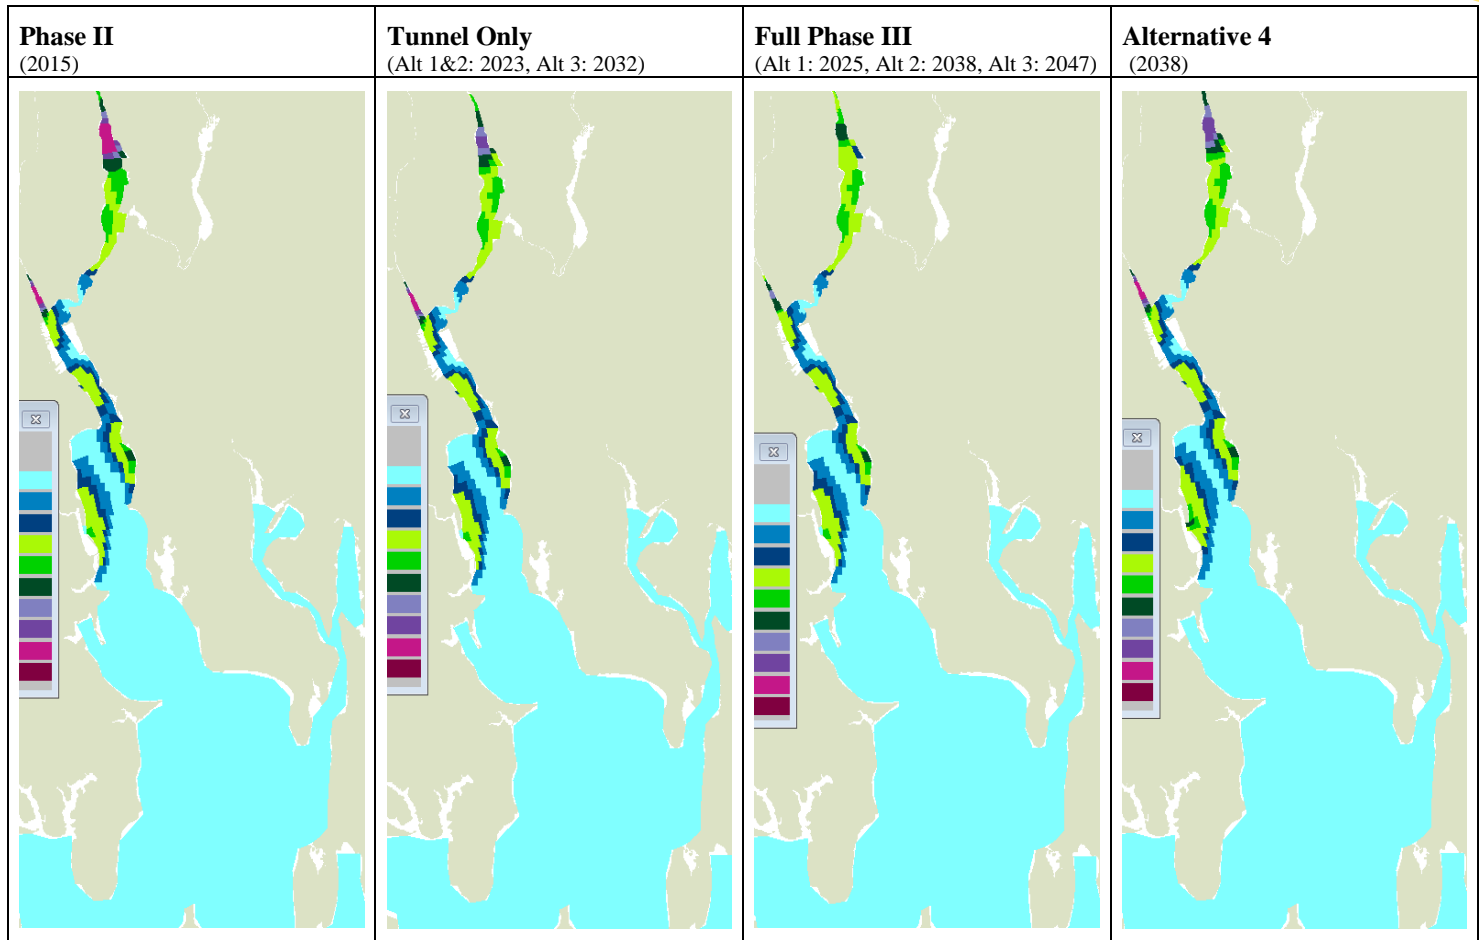 Phase II
(2015)
Tunnel Only
(Alt 1&2: 2023, Alt 3: 2032)
Full Phase III
(Alt 1: 2025, Alt 2: 2038, Alt 3: 2047)
Alternative 4
(2038)